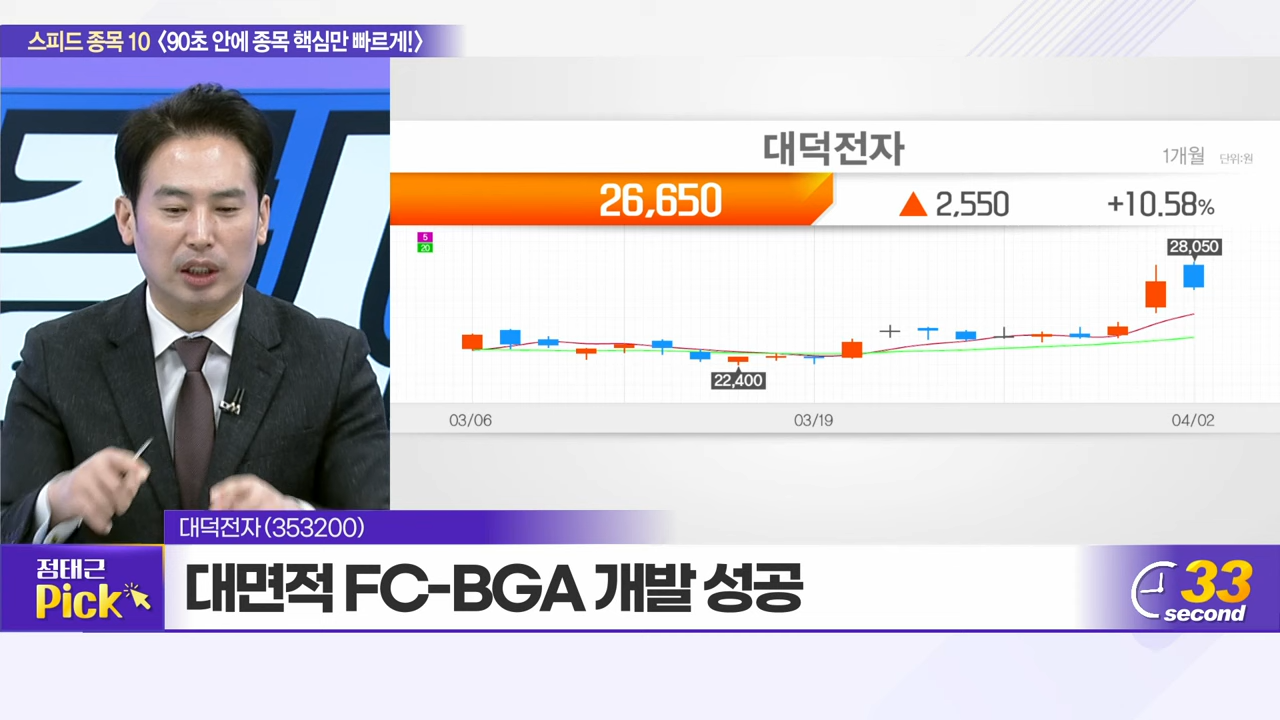 스피드 종목 10 <90초 안에 종목 핵심만 빠르게!>
대덕전자
1개월 단위:원
26,650 ▲ 2,550 +10.58%
5
20
28,050
22,400
03/06 03/19 04/02
대덕전자(353200)
정태근
Pick
대면적 FC-BGA 개발 성공
33
second